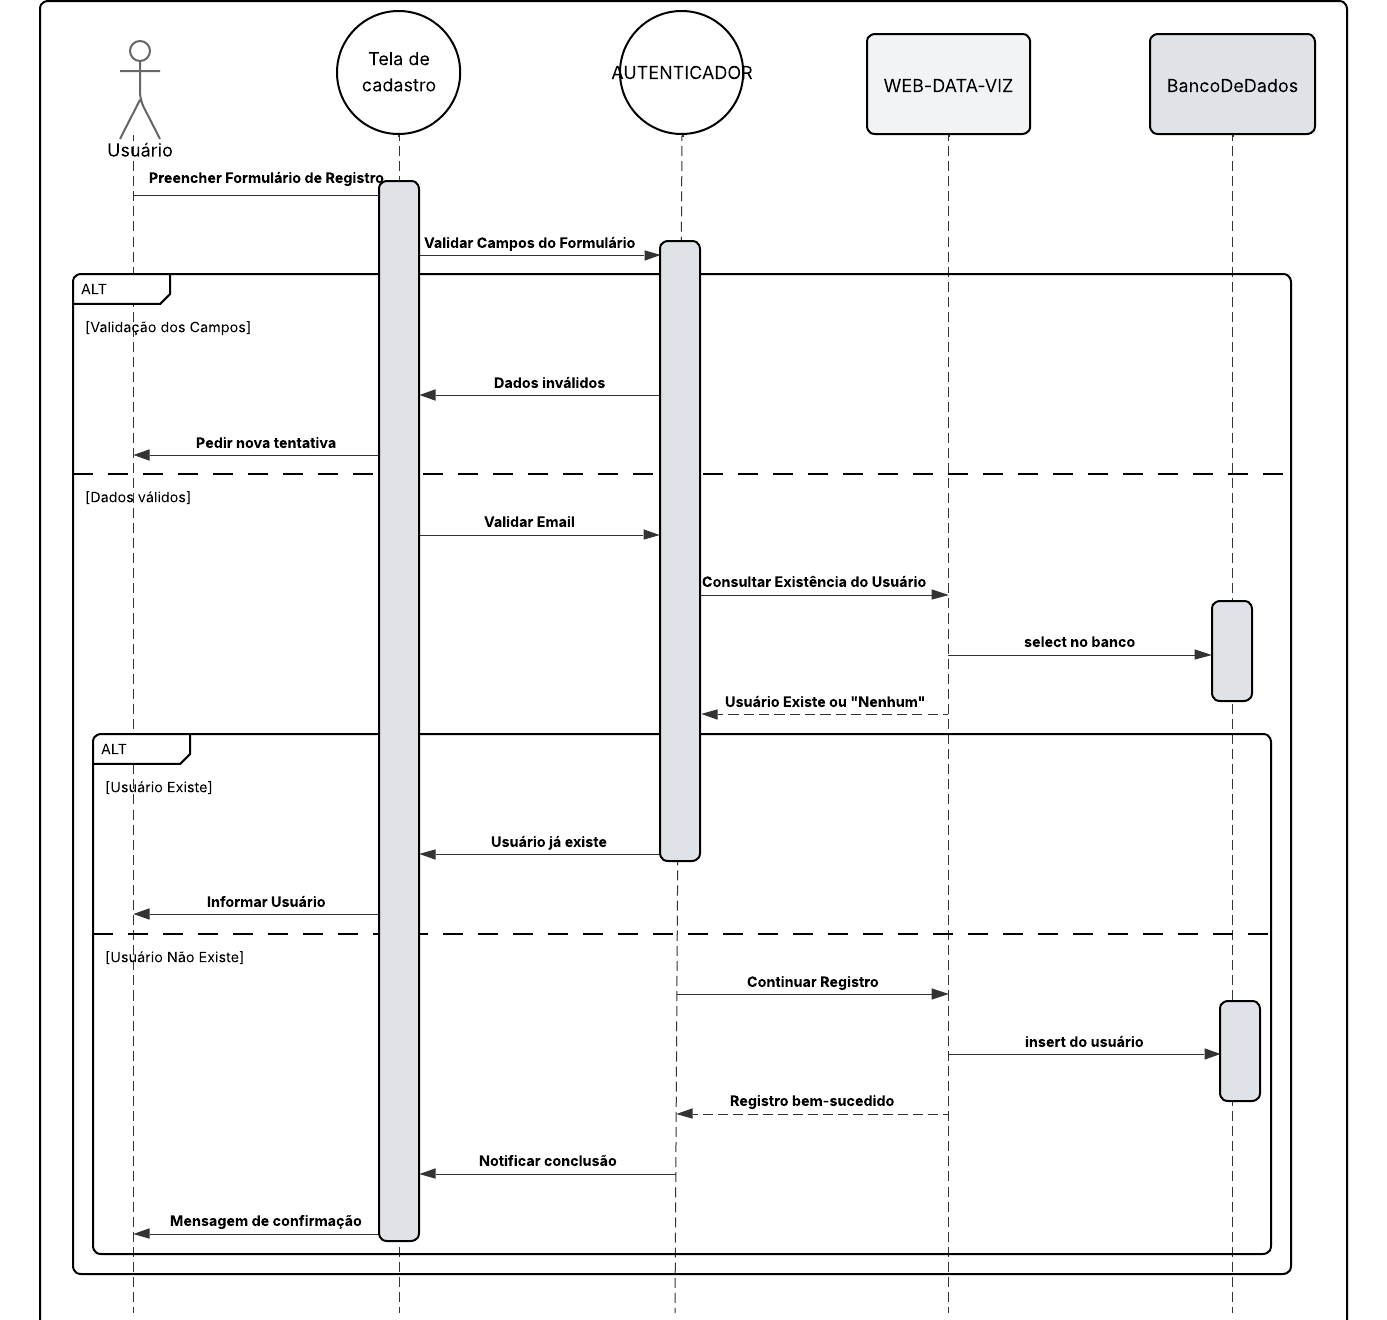 Tela de
cadastro
AUTENTICADOR
WEB-DATA-VIZ
BancoDeDados
Usuário
Preencher Formulário de Registro
Validar Campos do Formulário
ALT
[Validação dos Campos]
Dados inválidos
Pedir nova tentativa
[Dados válidos]
Validar Email
Consultar Existência do Usuário
select no banco
Usuário Existe ou "Nenhum"
ALT
[Usuário Existe]
Usuário já existe
Informar Usuário
[Usuário Não Existe]
Continuar Registro
insert do usuário
Registro bem-sucedido
Notificar conclusão
Mensagem de confirmação